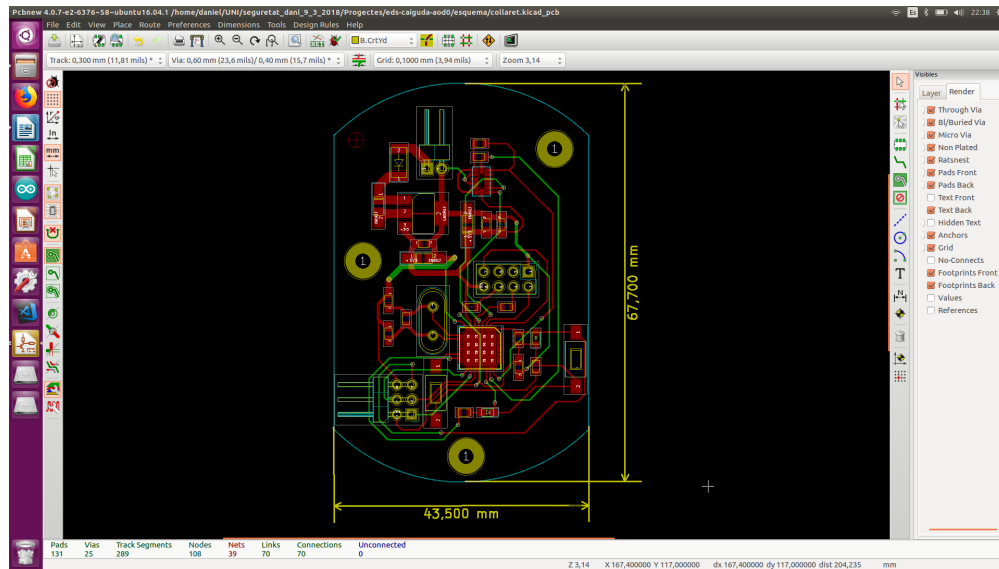 Pcbnew 4.0.7-e2-6376~58~ubuntu16.04.1 /home/daniel/UNI/seguretat_dani_9_3_2018/Projectes/eds-caiguda-aod0/esquema/collaret.kicad_pcb
Es
22:38
File Edit View Place Route Preferences Dimensions Tools Design Rules Help
B.CrtYd
Track: 0,300 mm (11,81 mils) *
Via: 0,60 mm (23,6 mil)/ 0,40 mm (15,7 mils) *
Grid: 0,1000 mm (3,94 mils)
Zoom 3,14
Visibles
Layer Render
Through Via
Bl/Buried Via
Micro Via
Non Plated
Ratsnest
Pads Front
Pads Back
Text Front
Text Back
Hidden Text
Anchors
Grid
No-Connects
Footprints Front
Footprints Back
Values
References
In
mm
1
1
1
67,700 mm
43,500 mm
Pads Vias Track Segments Nodes Nets Links Connections Unconnected
131 25 289 108 39 70 70 0
Z 3,14 X 167,400000 Y 117,000000 dx 167,400000 dy 117,000000 dist 204,235 mm